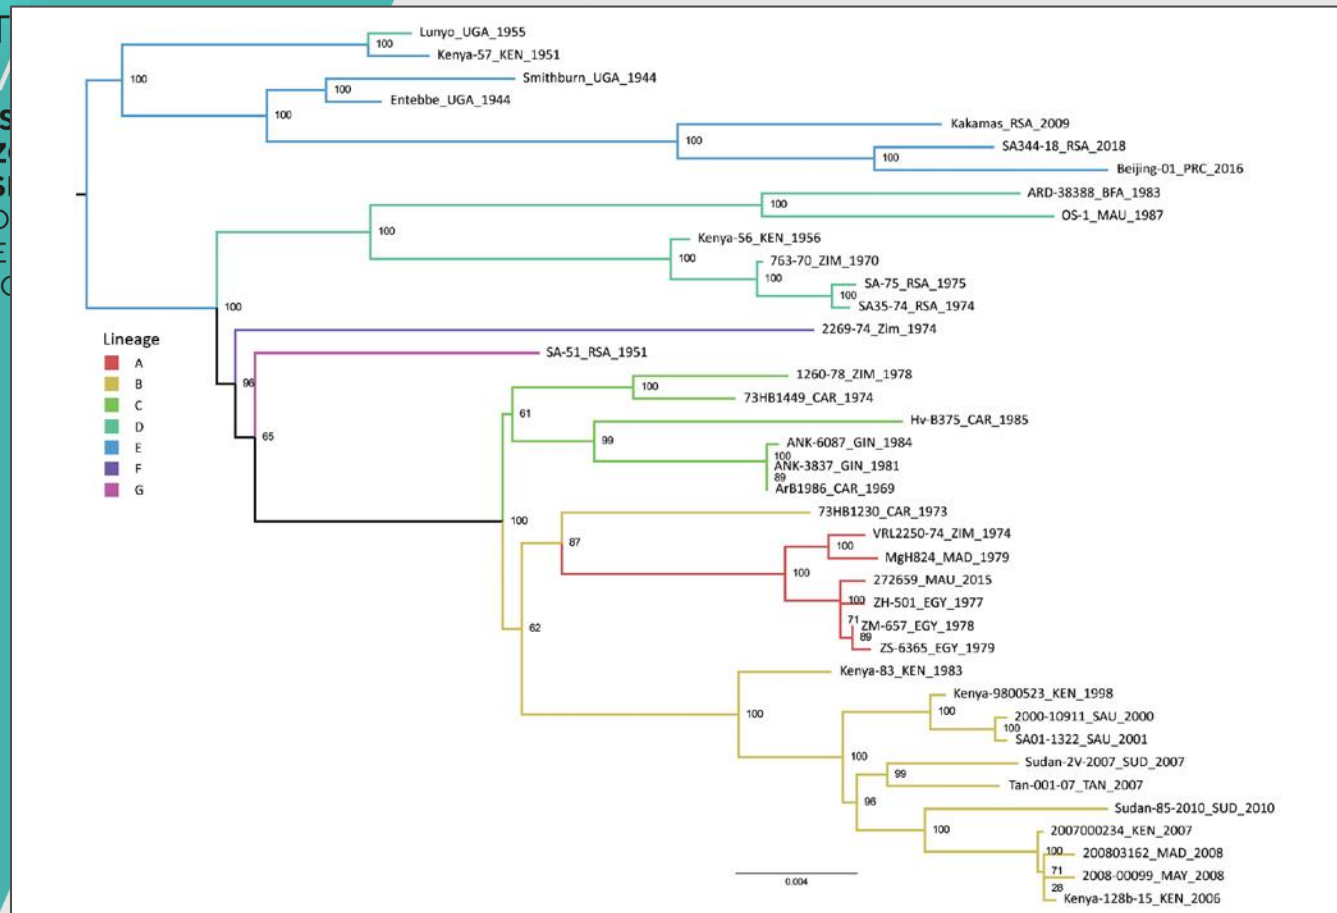 Lunyo_UGA_1955
100
Kenya-57_KEN_1951
100
Smithburn_UGA_1944
100
Entebbe_UGA_1944
100
Kakamas_RSA_2009
100
SA344-18_RSA_2018
100
Beijing-01_PRC_2016
ARD-38388_BFA_1983
100
OS-1_MAU_1987
100
Kenya-56_KEN_1956
100
763-70_ZIM_1970
100
SA-75_RSA_1975
100
SA35-74_RSA_1974
100
2269-74_Zim_1974
Lineage
A
B
C
D
E
F
G
SA-51_RSA_1951
96
65
1260-78_ZIM_1978
100
73HB1449_CAR_1974
61
Hv-B375_CAR_1985
99
ANK-6087_GIN_1984
100
ANK-3837_GIN_1981
89
ArB1986_CAR_1969
100
73HB1230_CAR_1973
87
VRL2250-74_ZIM_1974
100
MgH824_MAD_1979
100
272659_MAU_2015
100
ZH-501_EGY_1977
71
ZM-657_EGY_1978
89
ZS-6365_EGY_1979
62
Kenya-83_KEN_1983
100
Kenya-9800523_KEN_1998
100
2000-10911_SAU_2000
100
SA01-1322_SAU_2001
100
Sudan-2V-2007_SUD_2007
99
Tan-001-07_TAN_2007
96
Sudan-85-2010_SUD_2010
100
2007000234_KEN_2007
100
200803162_MAD_2008
71
2008-00099_MAY_2008
28
Kenya-128b-15_KEN_2006
0.004